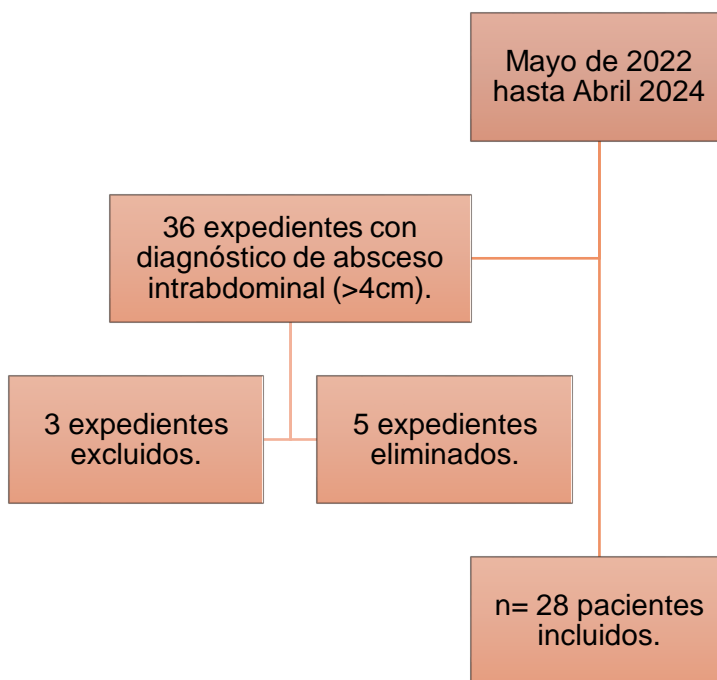 Mayo de 2022
hasta Abril 2024
36 expedientes con
diagnóstico de absceso
intrabdominal (>4cm).
3 expedientes
excluidos.
5 expedientes
eliminados.
n= 28 pacientes
incluidos.